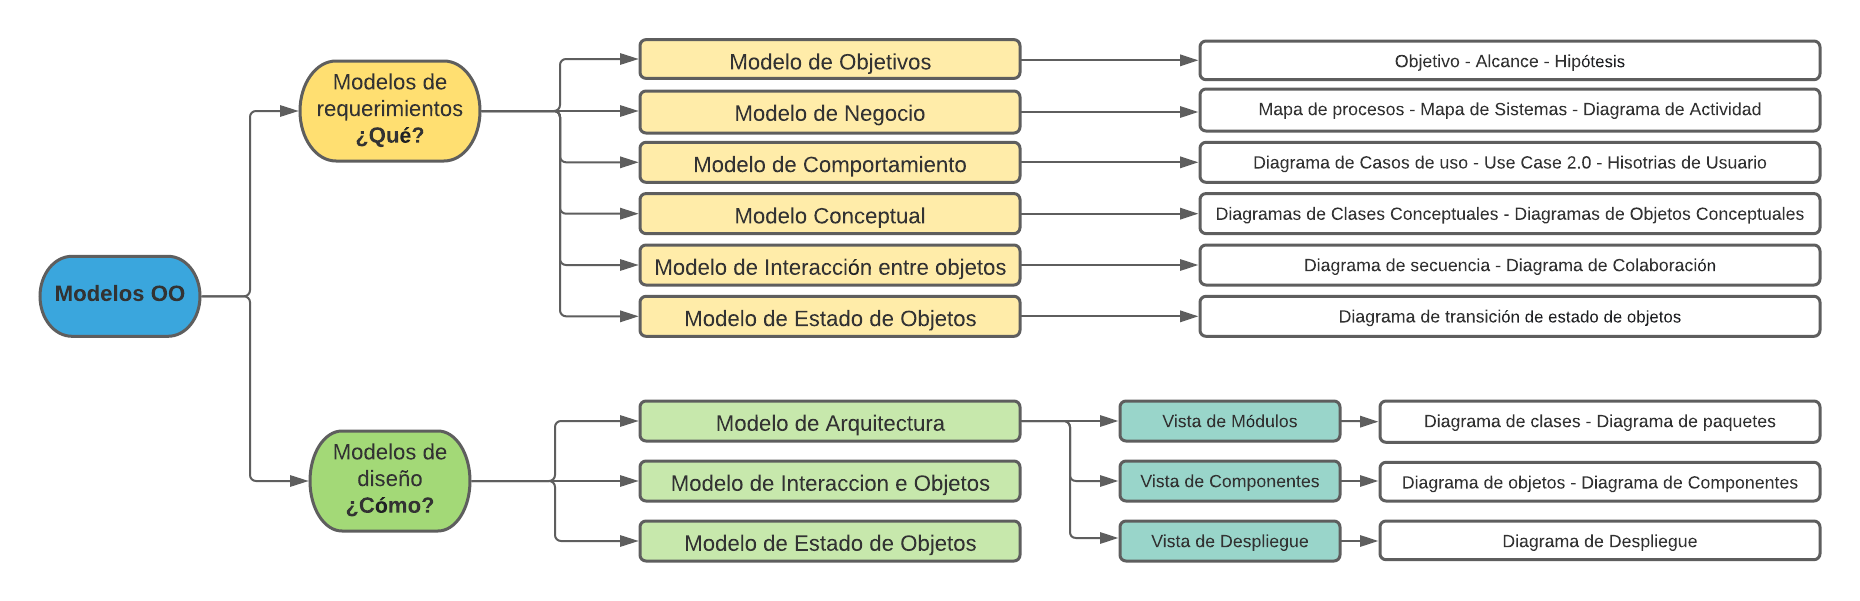 Modelos OO
Modelos de
requerimientos
¿Qué?
Modelo de Objetivos
Objetivo - Alcance - Hipótesis
Modelo de Negocio
Mapa de procesos - Mapa de Sistemas - Diagrama de Actividad
Modelo de Comportamiento
Diagrama de Casos de uso - Use Case 2.0 - Hisotrias de Usuario
Modelo Conceptual
Diagramas de Clases Conceptuales - Diagramas de Objetos Conceptuales
Modelo de Interacción entre objetos
Diagrama de secuencia - Diagrama de Colaboración
Modelo de Estado de Objetos
Diagrama de transición de estado de objetos
Modelos de
diseño
¿Cómo?
Modelo de Arquitectura
Vista de Módulos
Diagrama de clases - Diagrama de paquetes
Modelo de Interaccion e Objetos
Vista de Componentes
Diagrama de objetos - Diagrama de Componentes
Modelo de Estado de Objetos
Vista de Despliegue
Diagrama de Despliegue